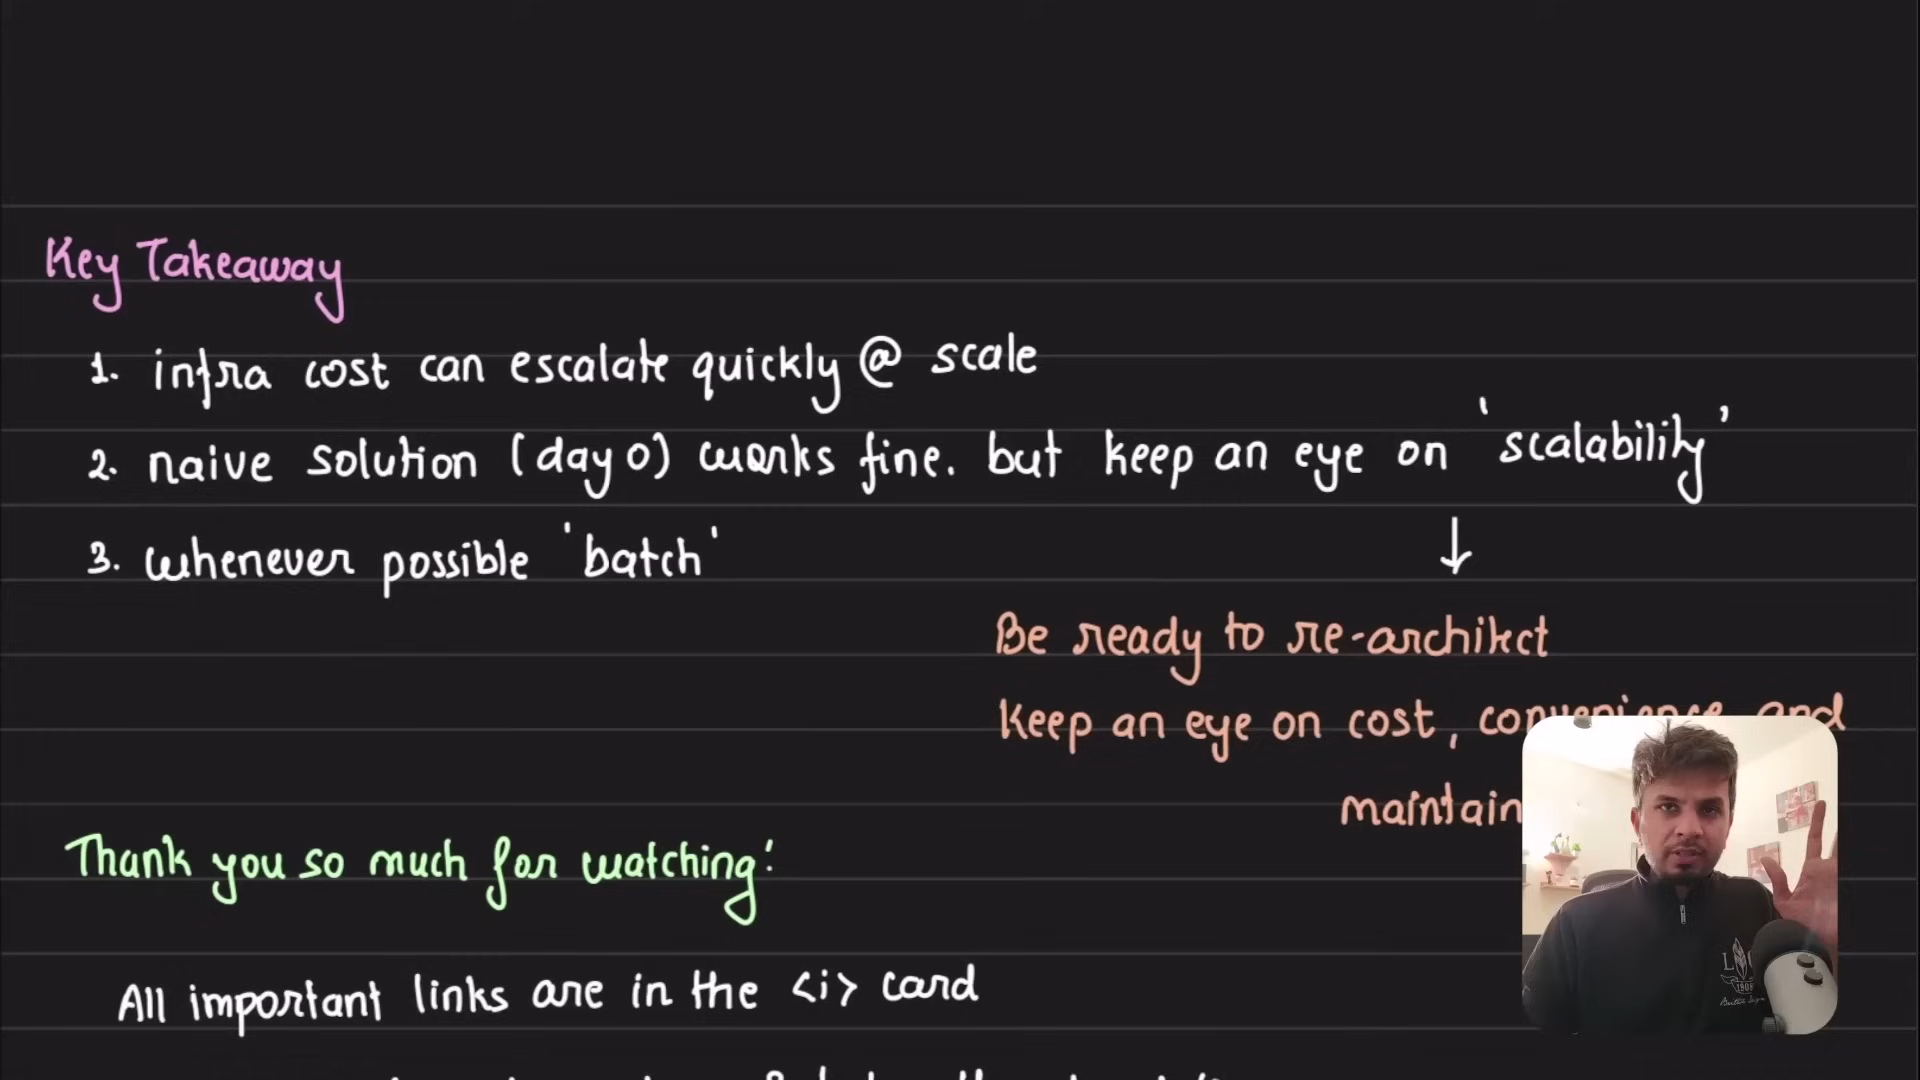 Key Takeaway
1. infra cost can escalate quickly @ scale
2. naive solution (day 0) works fine. but keep an eye on 'scalability'
↓
3. whenever possible 'batch'
Be ready to re-architect
Keep an eye on cost, convenience and
Thank you so much for watching!
All important links are in the <i> card